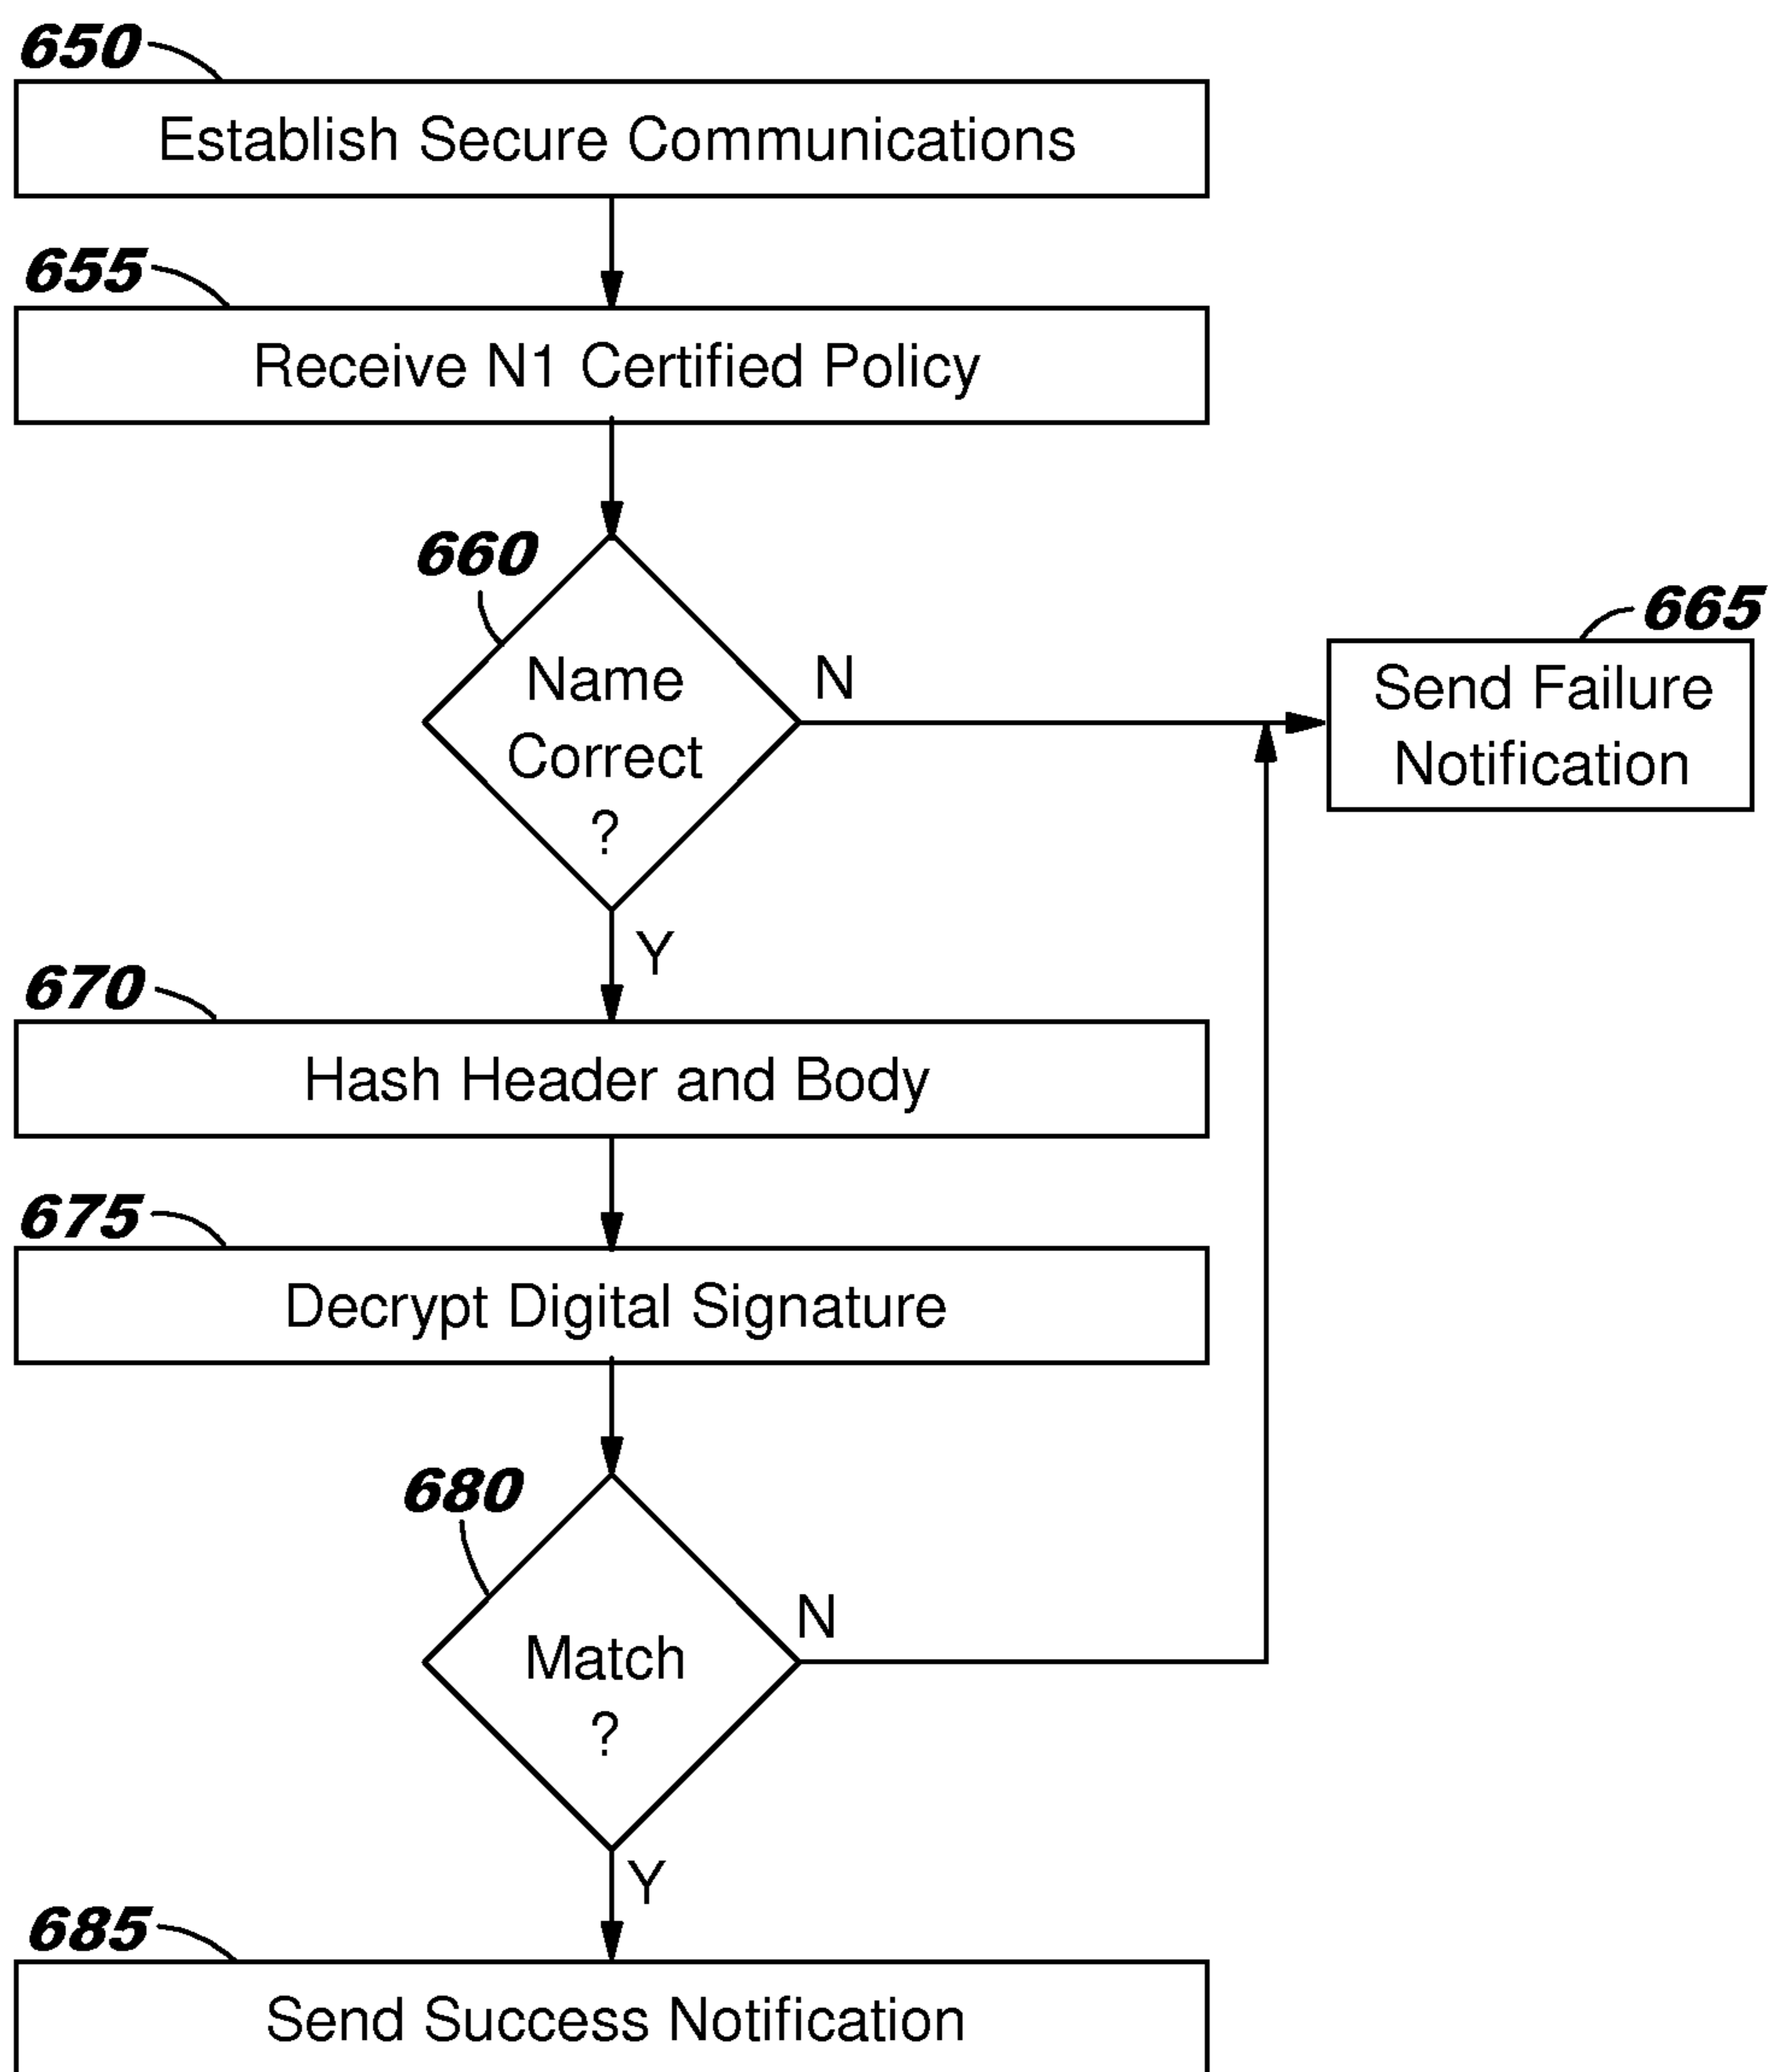 650
Establish Secure Communications
655
Receive N1 Certified Policy
660
Name
Correct
?
N
665
Send Failure
Notification
Y
670
Hash Header and Body
675
Decrypt Digital Signature
680
Match
?
N
Y
685
Send Success Notification